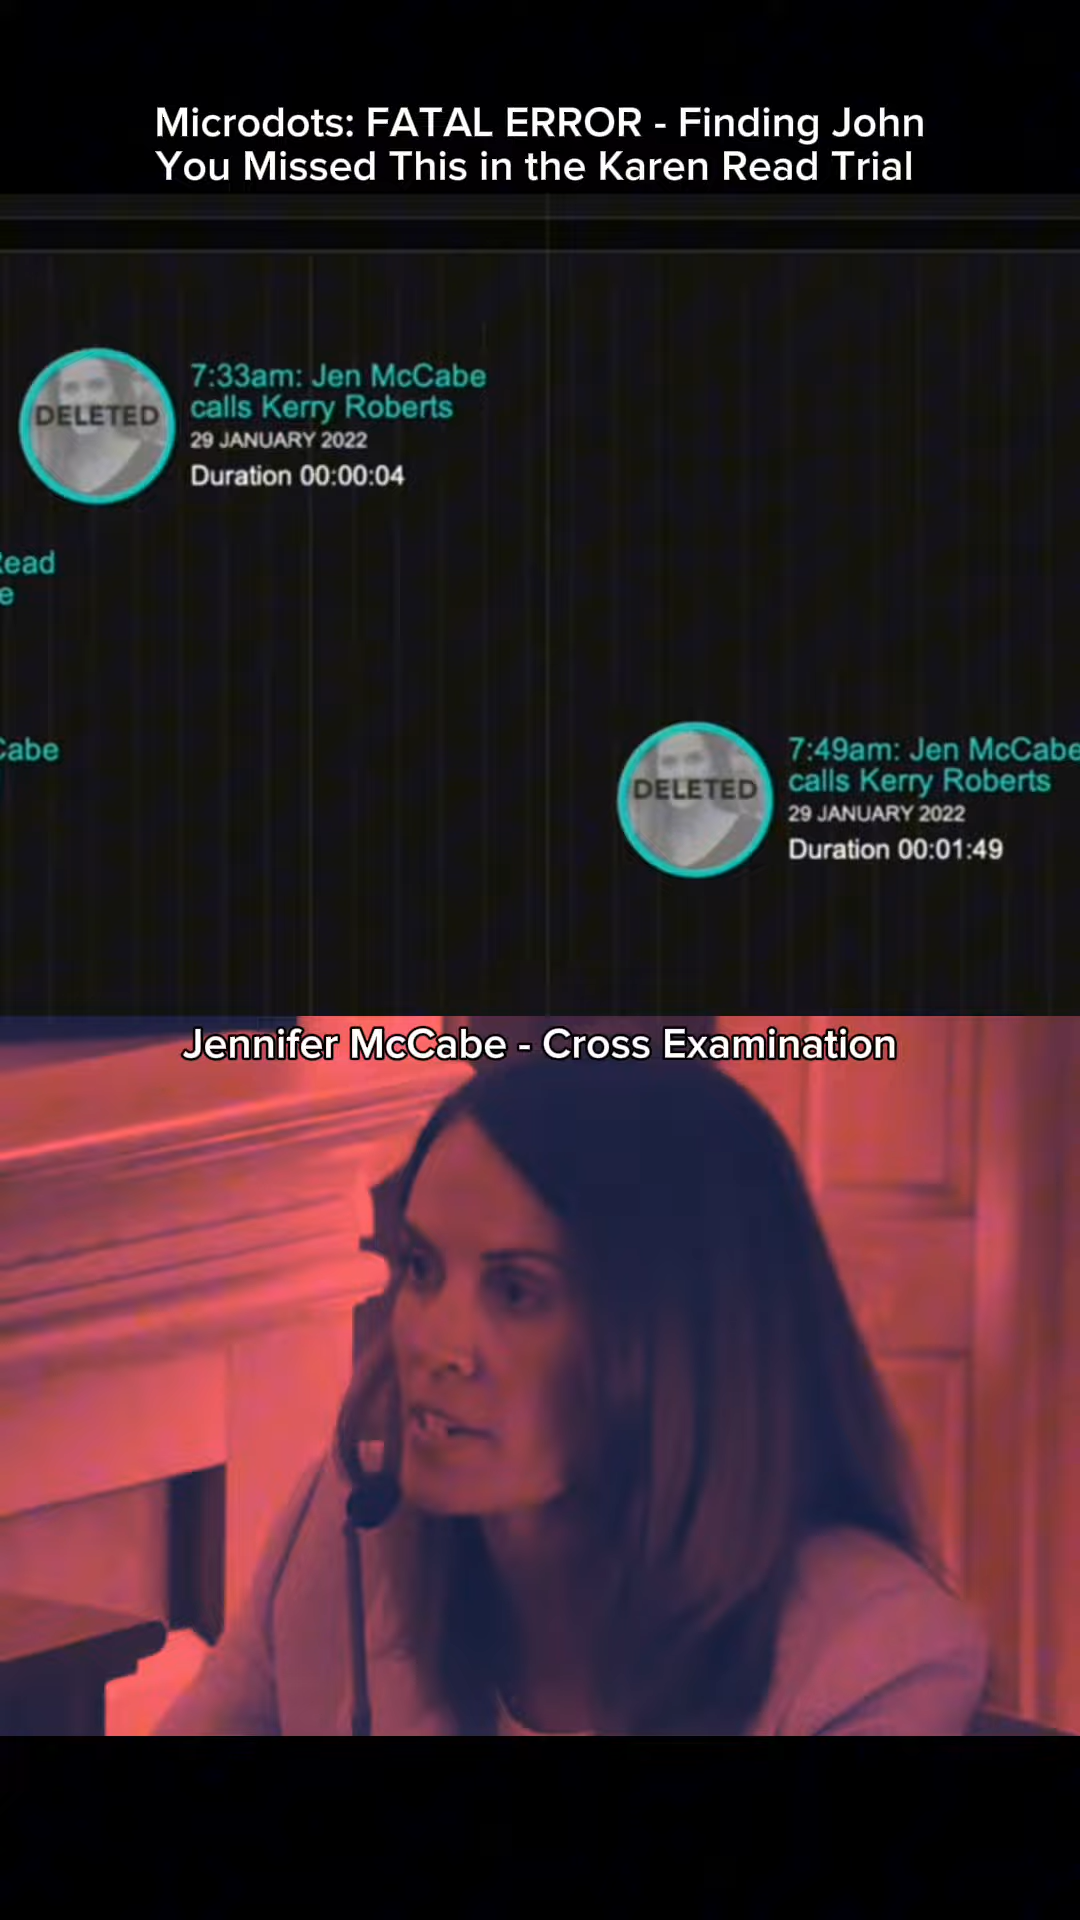 Microdots: FATAL ERROR - Finding John
You Missed This in the Karen Read Trial
DELETED
7:33am: Jen McCabe
calls Kerry Roberts
29 JANUARY 2022
Duration 00:00:04
Read
e
Cabe
DELETED
7:49am: Jen McCabe
calls Kerry Roberts
29 JANUARY 2022
Duration 00:01:49
Jennifer McCabe - Cross Examination